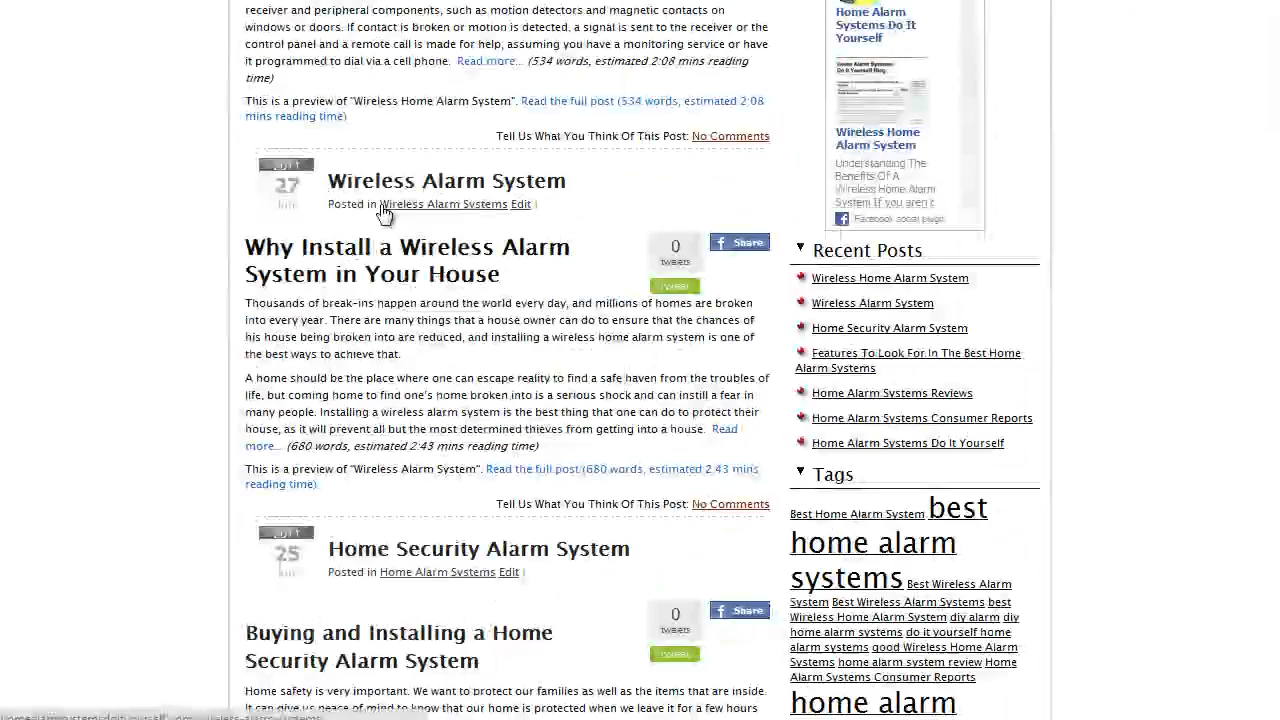 receiver and peripheral components, such as motion detectors and magnetic contacts on
windows or doors. If contact is broken or motion is detected, a signal is sent to the receiver or the
control panel and a remote call is made for help, assuming you have a monitoring service or have
it programmed to dial via a cell phone. Read more... (534 words, estimated 2:08 mins reading
time)
This is a preview of "Wireless Home Alarm System". Read the full post (534 words, estimated 2:08
mins reading time)
Tell Us What You Think Of This Post: No Comments
2011
27
Jun
Wireless Alarm System
Posted in Wireless Alarm Systems Edit |
Why Install a Wireless Alarm
System in Your House
0
tweets
tweet
Share
Thousands of break-ins happen around the world every day, and millions of homes are broken
into every year. There are many things that a house owner can do to ensure that the chances of
his house being broken into are reduced, and installing a wireless home alarm system is one of
the best ways to achieve that.
A home should be the place where one can escape reality to find a safe haven from the troubles of
life, but coming home to find one's home broken into is a serious shock and can instill a fear in
many people. Installing a wireless alarm system is the best thing that one can do to protect their
house, as it will prevent all but the most determined thieves from getting into a house. Read
more... (680 words, estimated 2:43 mins reading time)
This is a preview of "Wireless Alarm System". Read the full post (680 words, estimated 2:43 mins
reading time)
Tell Us What You Think Of This Post: No Comments
2011
25
Jun
Home Security Alarm System
Posted in Home Alarm Systems Edit |
Buying and Installing a Home
Security Alarm System
0
tweets
tweet
Share
Home safety is very important. We want to protect our families as well as the items that are inside.
It can give us peace of mind to know that our home is protected when we leave it for a few hours
Home Alarm
Systems Do It
Yourself
Home Alarm Systems
Do It Yourself Blog
Wireless Home
Alarm System
Understanding The
Benefits Of A
Wireless Home Alarm
System If you aren't
Facebook social plugin
Recent Posts
Wireless Home Alarm System
Wireless Alarm System
Home Security Alarm System
Features To Look For In The Best Home
Alarm Systems
Home Alarm Systems Reviews
Home Alarm Systems Consumer Reports
Home Alarm Systems Do It Yourself
Tags
Best Home Alarm System best
home alarm
systems Best Wireless Alarm
System Best Wireless Alarm Systems best
Wireless Home Alarm System diy alarm diy
home alarm systems do it yourself home
alarm systems good Wireless Home Alarm
Systems home alarm system review Home
Alarm Systems Consumer Reports
home alarm